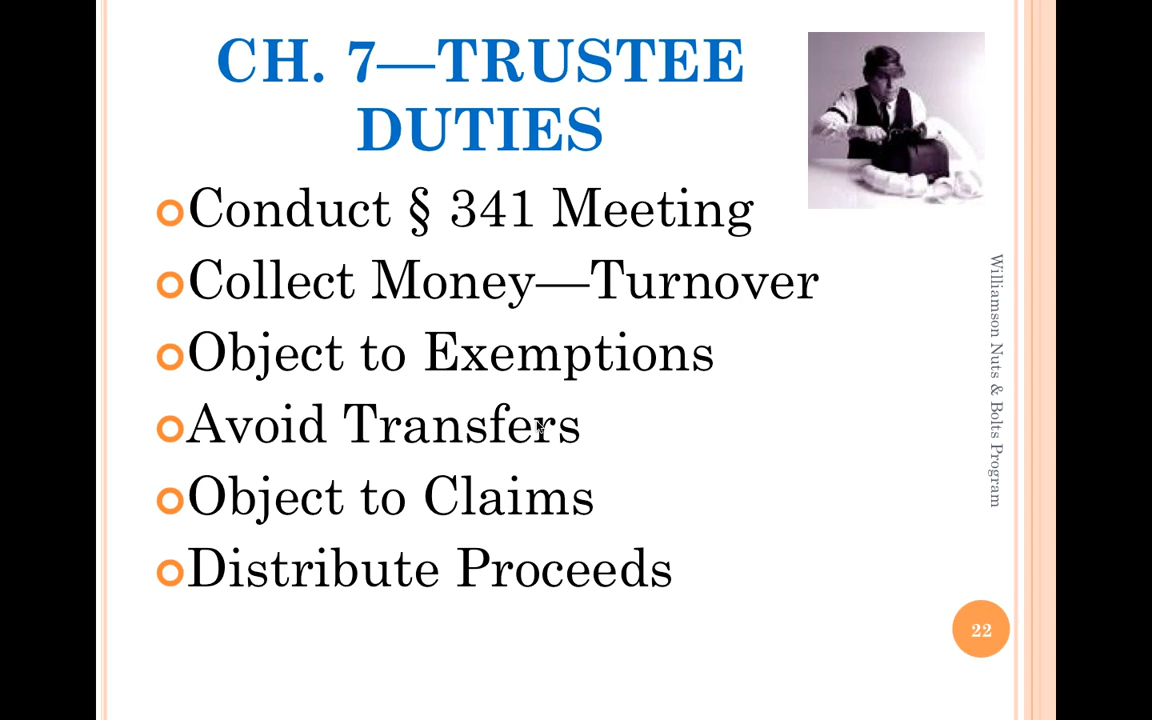 CH. 7—TRUSTEE
DUTIES
Conduct § 341 Meeting
Collect Money—Turnover
Object to Exemptions
Avoid Transfers
Object to Claims
Distribute Proceeds
Williamson Nuts & Bolts Program
22